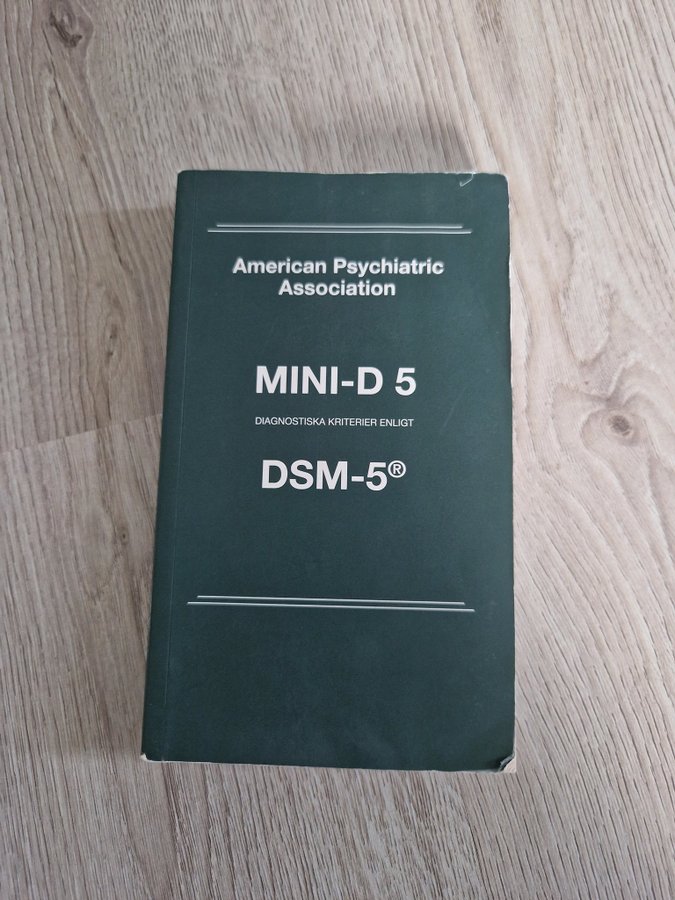 American Psychiatric
Association
MINI-D 5
DIAGNOSTISKA KRITERIER ENLIGT
DSM-5®